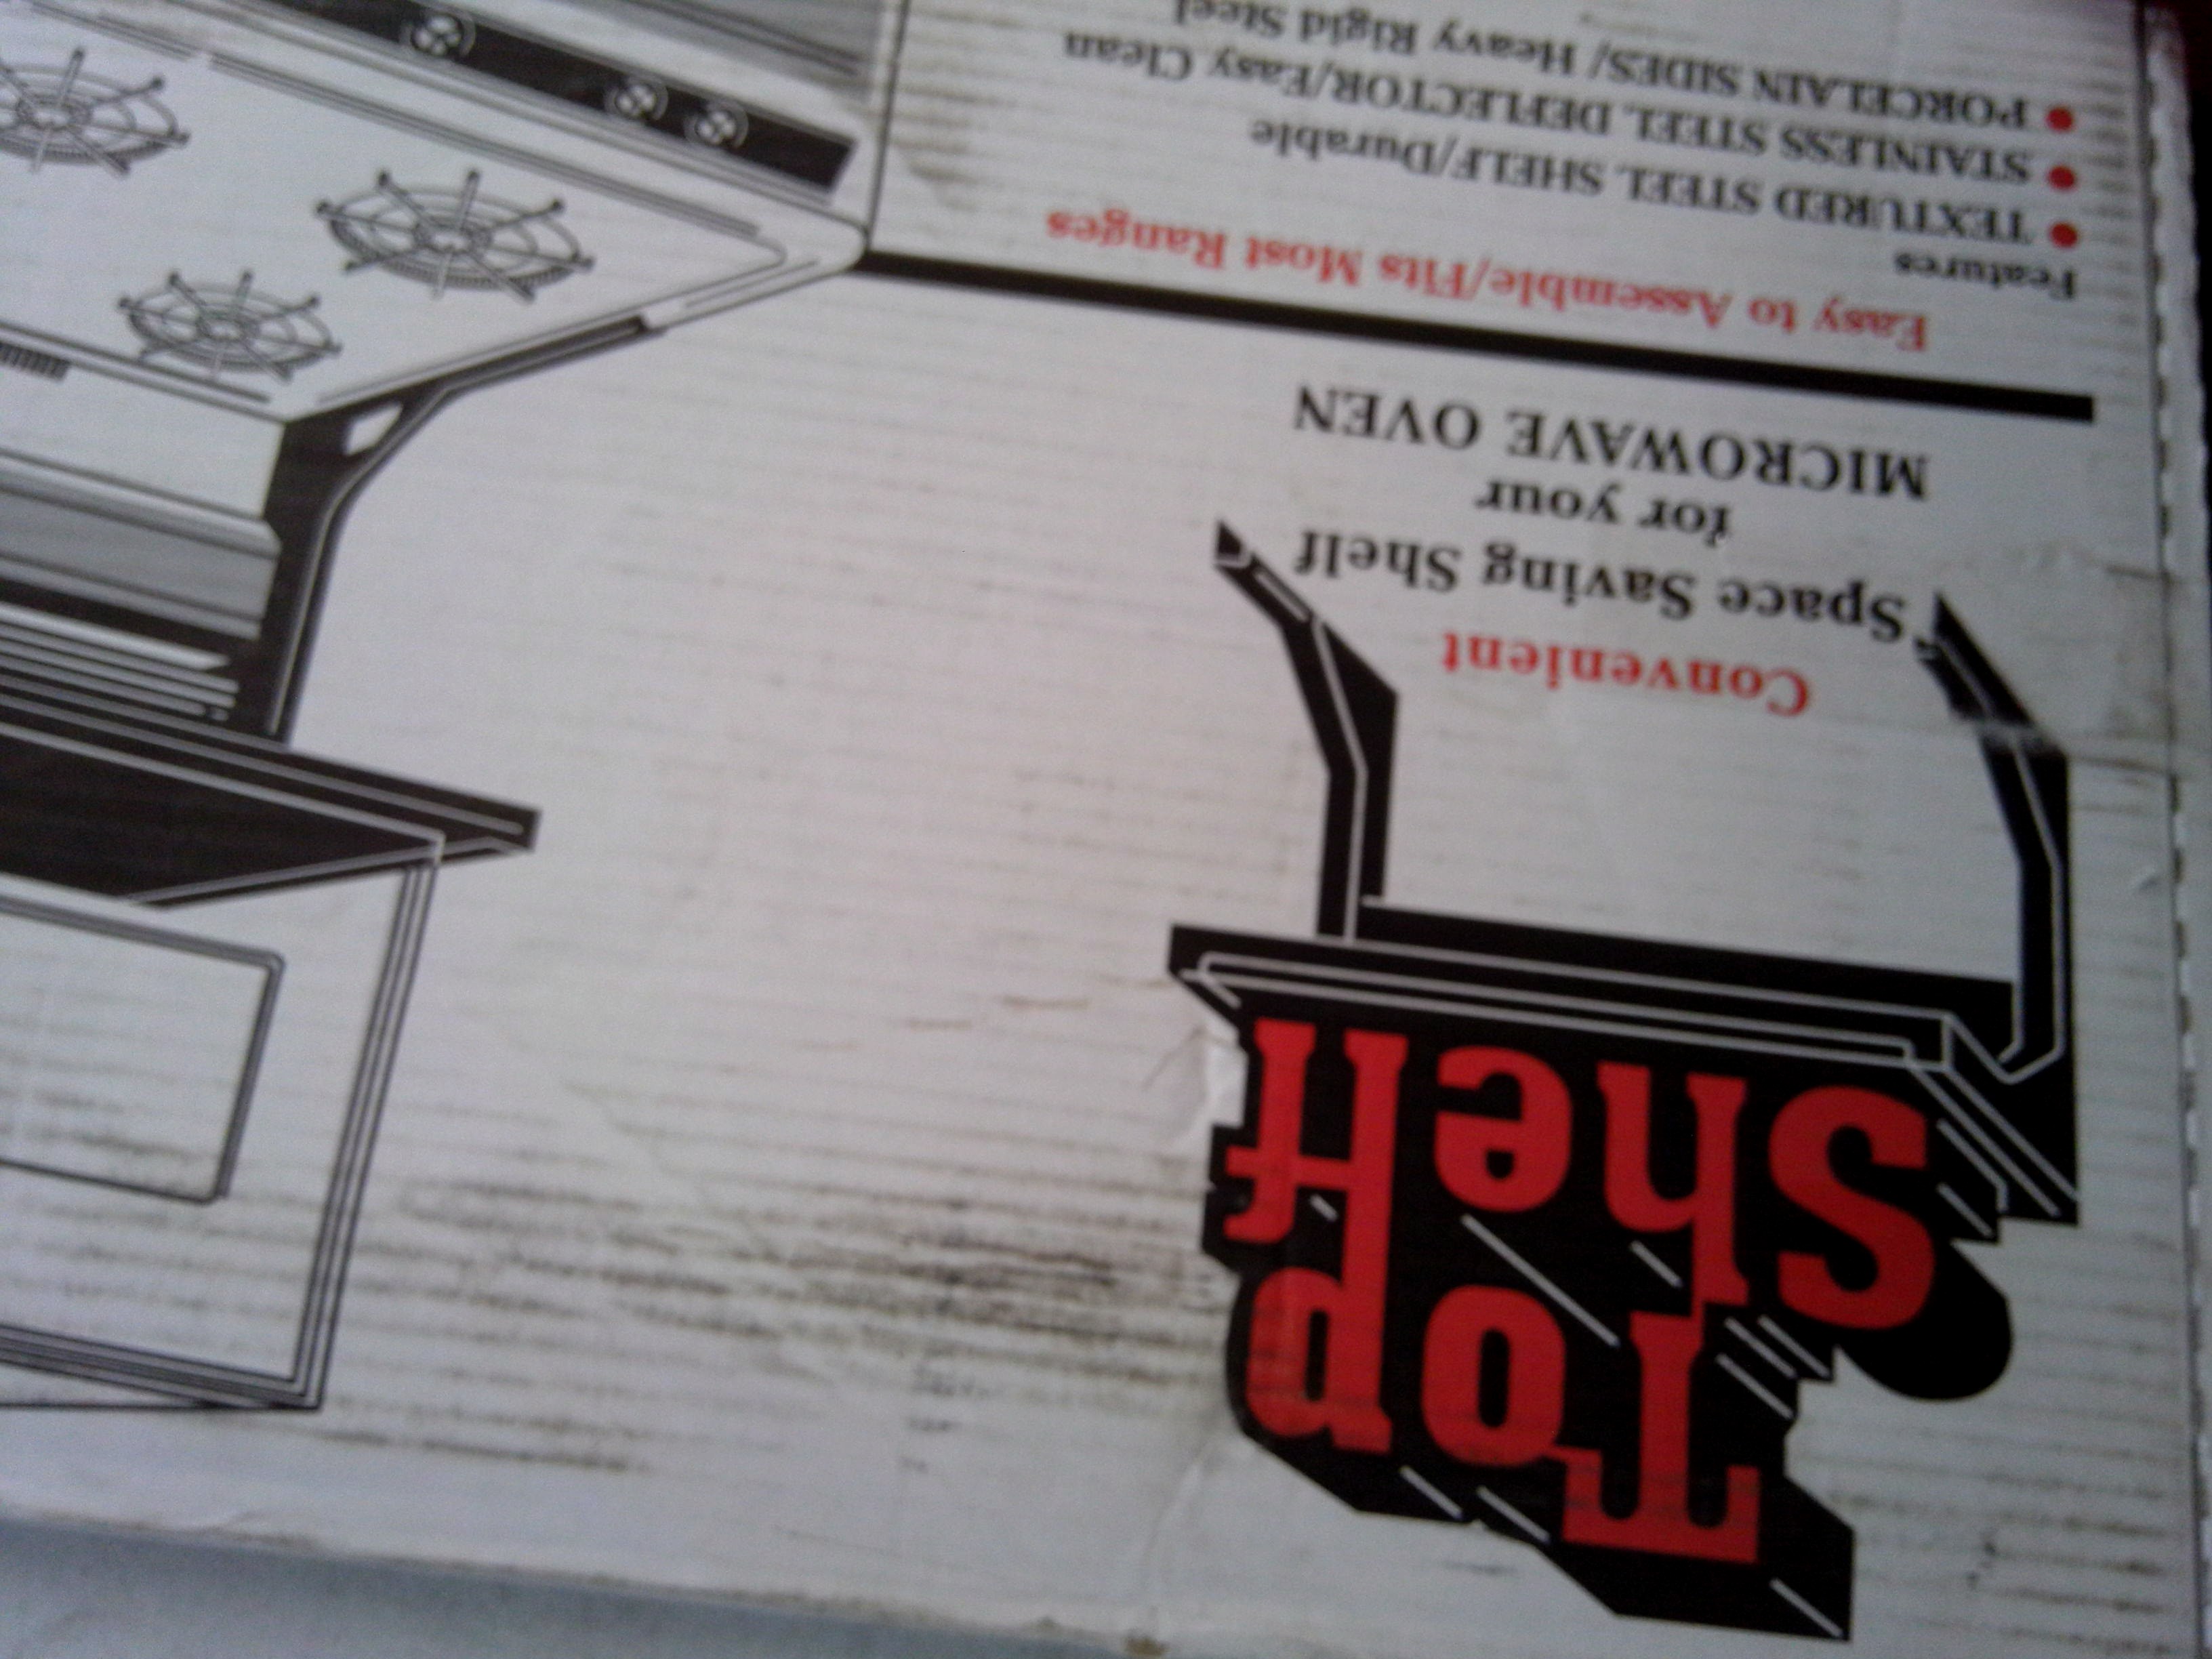 Top
Shelf
Convenient
Space Saving Shelf
for your
MICROWAVE OVEN
Easy to Assemble/Fits Most Ranges
Features
• TEXTURED STEEL SHELF/Durable
• STAINLESS STEEL DEFLECTOR/Easy Clean
• PORCELAIN SIDES/ Heavy Rigid Steel